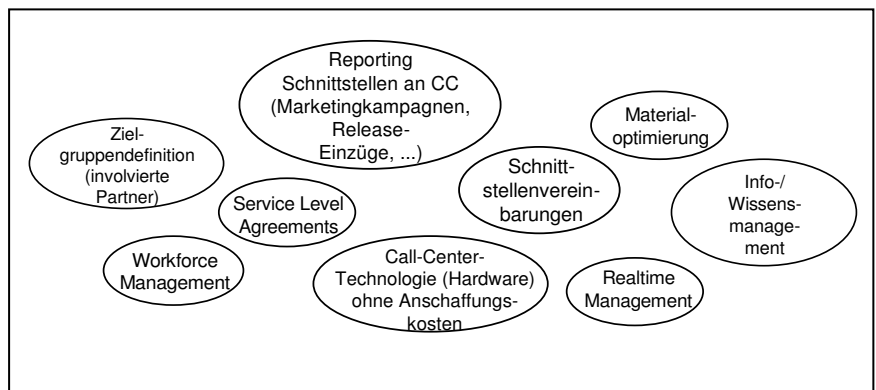 Reporting
Schnittstellen an CC
(Marketingkampagnen,
Release-
Einzüge, ...)
Material-
optimierung
Ziel-
gruppendefinition
(involvierte
Partner)
Schnitt-
stellenverein-
barungen
Info-/
Wissens-
manage-
ment
Service Level
Agreements
Workforce
Management
Call-Center-
Technologie (Hardware)
ohne Anschaffungs-
kosten
Realtime
Management